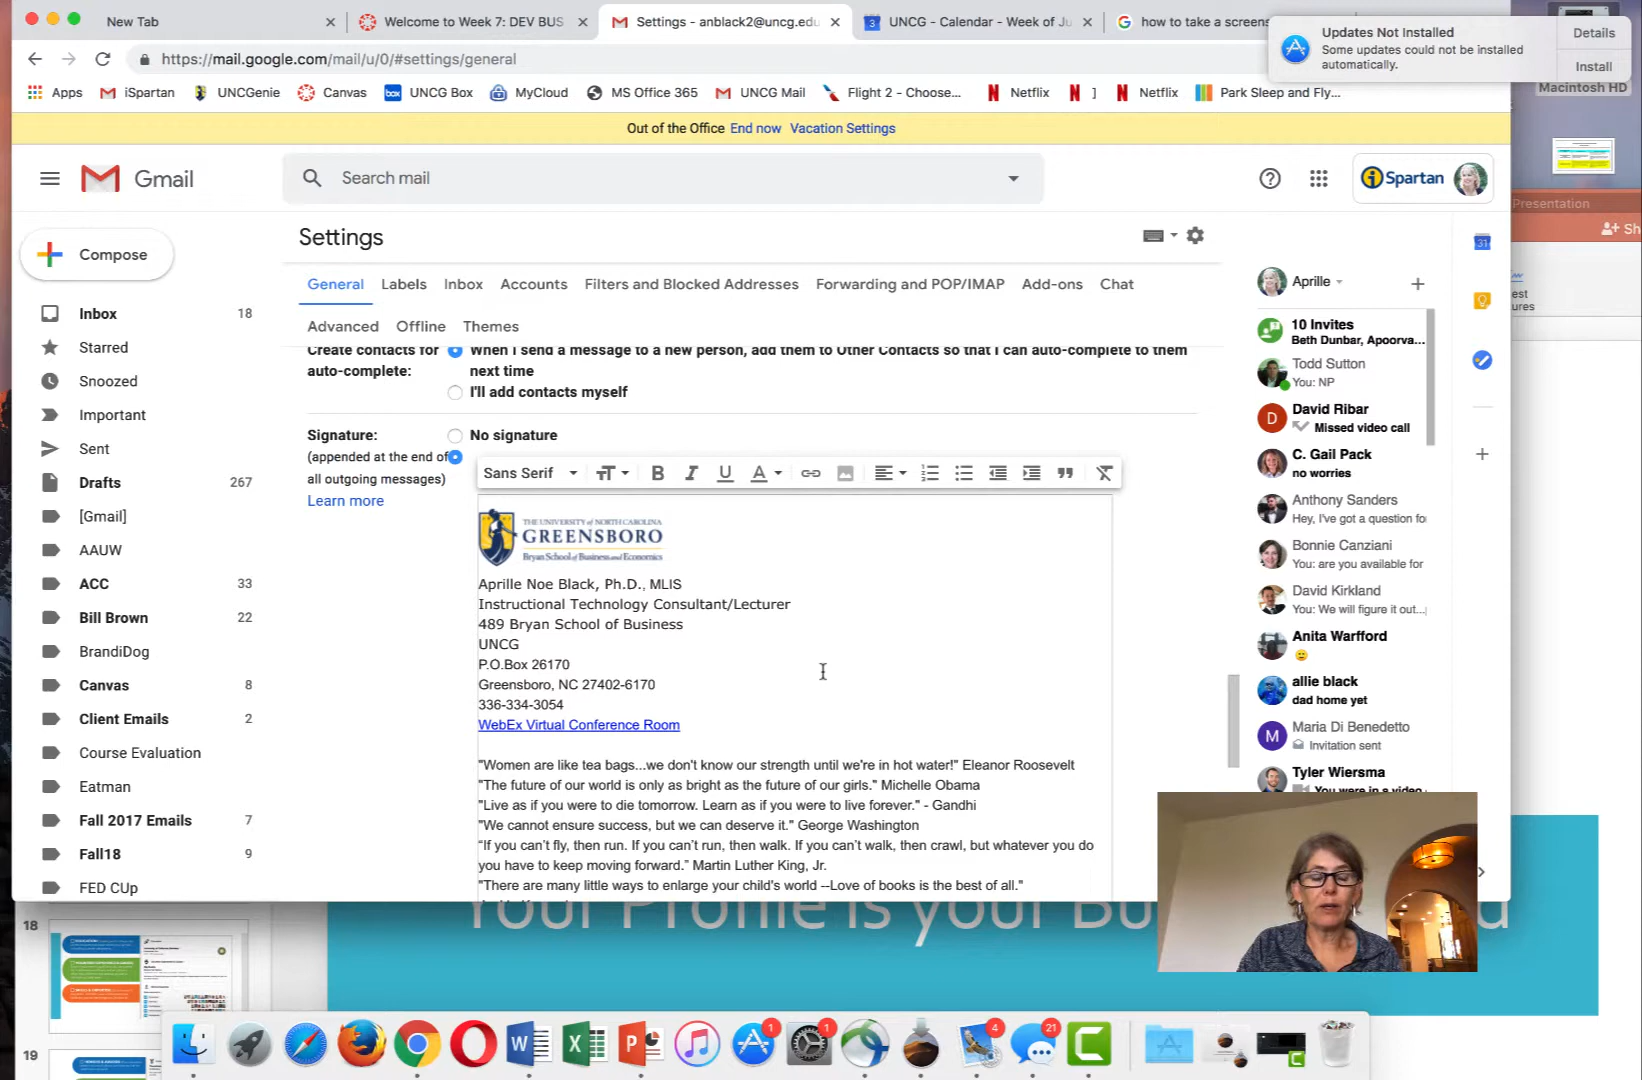 New Tab
Welcome to Week 7: DEV BUS
Settings - anblack2@uncg.edu
UNCG - Calendar - Week of Ju
how to take a screens
Updates Not Installed
Some updates could not be installed
automatically.
Details
Install
https://mail.google.com/mail/u/0/#settings/general
Macintosh HD
Apps
iSpartan
UNCGenie
Canvas
box
UNCG Box
MyCloud
MS Office 365
UNCG Mail
Flight 2 - Choose...
Netflix
]
Netflix
Park Sleep and Fly...
Out of the Office End now Vacation Settings
Gmail
Search mail
iSpartan
Presentation
Sh
est
ures
Compose
Settings
General
Labels
Inbox
Accounts
Filters and Blocked Addresses
Forwarding and POP/IMAP
Add-ons
Chat
Advanced
Offline
Themes
Inbox 18
Starred
Snoozed
Important
Sent
Drafts 267
[Gmail]
AAUW
ACC 33
Bill Brown 22
BrandiDog
Canvas 8
Client Emails 2
Course Evaluation
Eatman
Fall 2017 Emails 7
Fall18 9
FED CUp
Create contacts for
auto-complete:
When I send a message to a new person, add them to Other Contacts so that I can auto-complete to them
next time
I'll add contacts myself
Signature:
(appended at the end of
all outgoing messages)
Learn more
No signature
Sans Serif
THE UNIVERSITY of NORTH CAROLINA
GREENSBORO
Bryan School of Business and Economics
Aprille Noe Black, Ph.D., MLIS
Instructional Technology Consultant/Lecturer
489 Bryan School of Business
UNCG
P.O.Box 26170
Greensboro, NC 27402-6170
336-334-3054
WebEx Virtual Conference Room
"Women are like tea bags...we don't know our strength until we're in hot water!" Eleanor Roosevelt
"The future of our world is only as bright as the future of our girls." Michelle Obama
"Live as if you were to die tomorrow. Learn as if you were to live forever." - Gandhi
"We cannot ensure success, but we can deserve it." George Washington
"If you can't fly, then run. If you can't run, then walk. If you can't walk, then crawl, but whatever you do
you have to keep moving forward." Martin Luther King, Jr.
"There are many little ways to enlarge your child's world --Love of books is the best of all."
Aprille
10 Invites
Beth Dunbar, Apoorva...
Todd Sutton
You: NP
D
David Ribar
Missed video call
C. Gail Pack
no worries
Anthony Sanders
Hey, I've got a question fo
Bonnie Canziani
You: are you available for
David Kirkland
You: We will figure it out...
Anita Warfford
allie black
dad home yet
M
Maria Di Benedetto
Invitation sent
Tyler Wiersma
You were in a video
31
Your Profile is your Bu
d
18
19
W
X
P
1
1
4
21